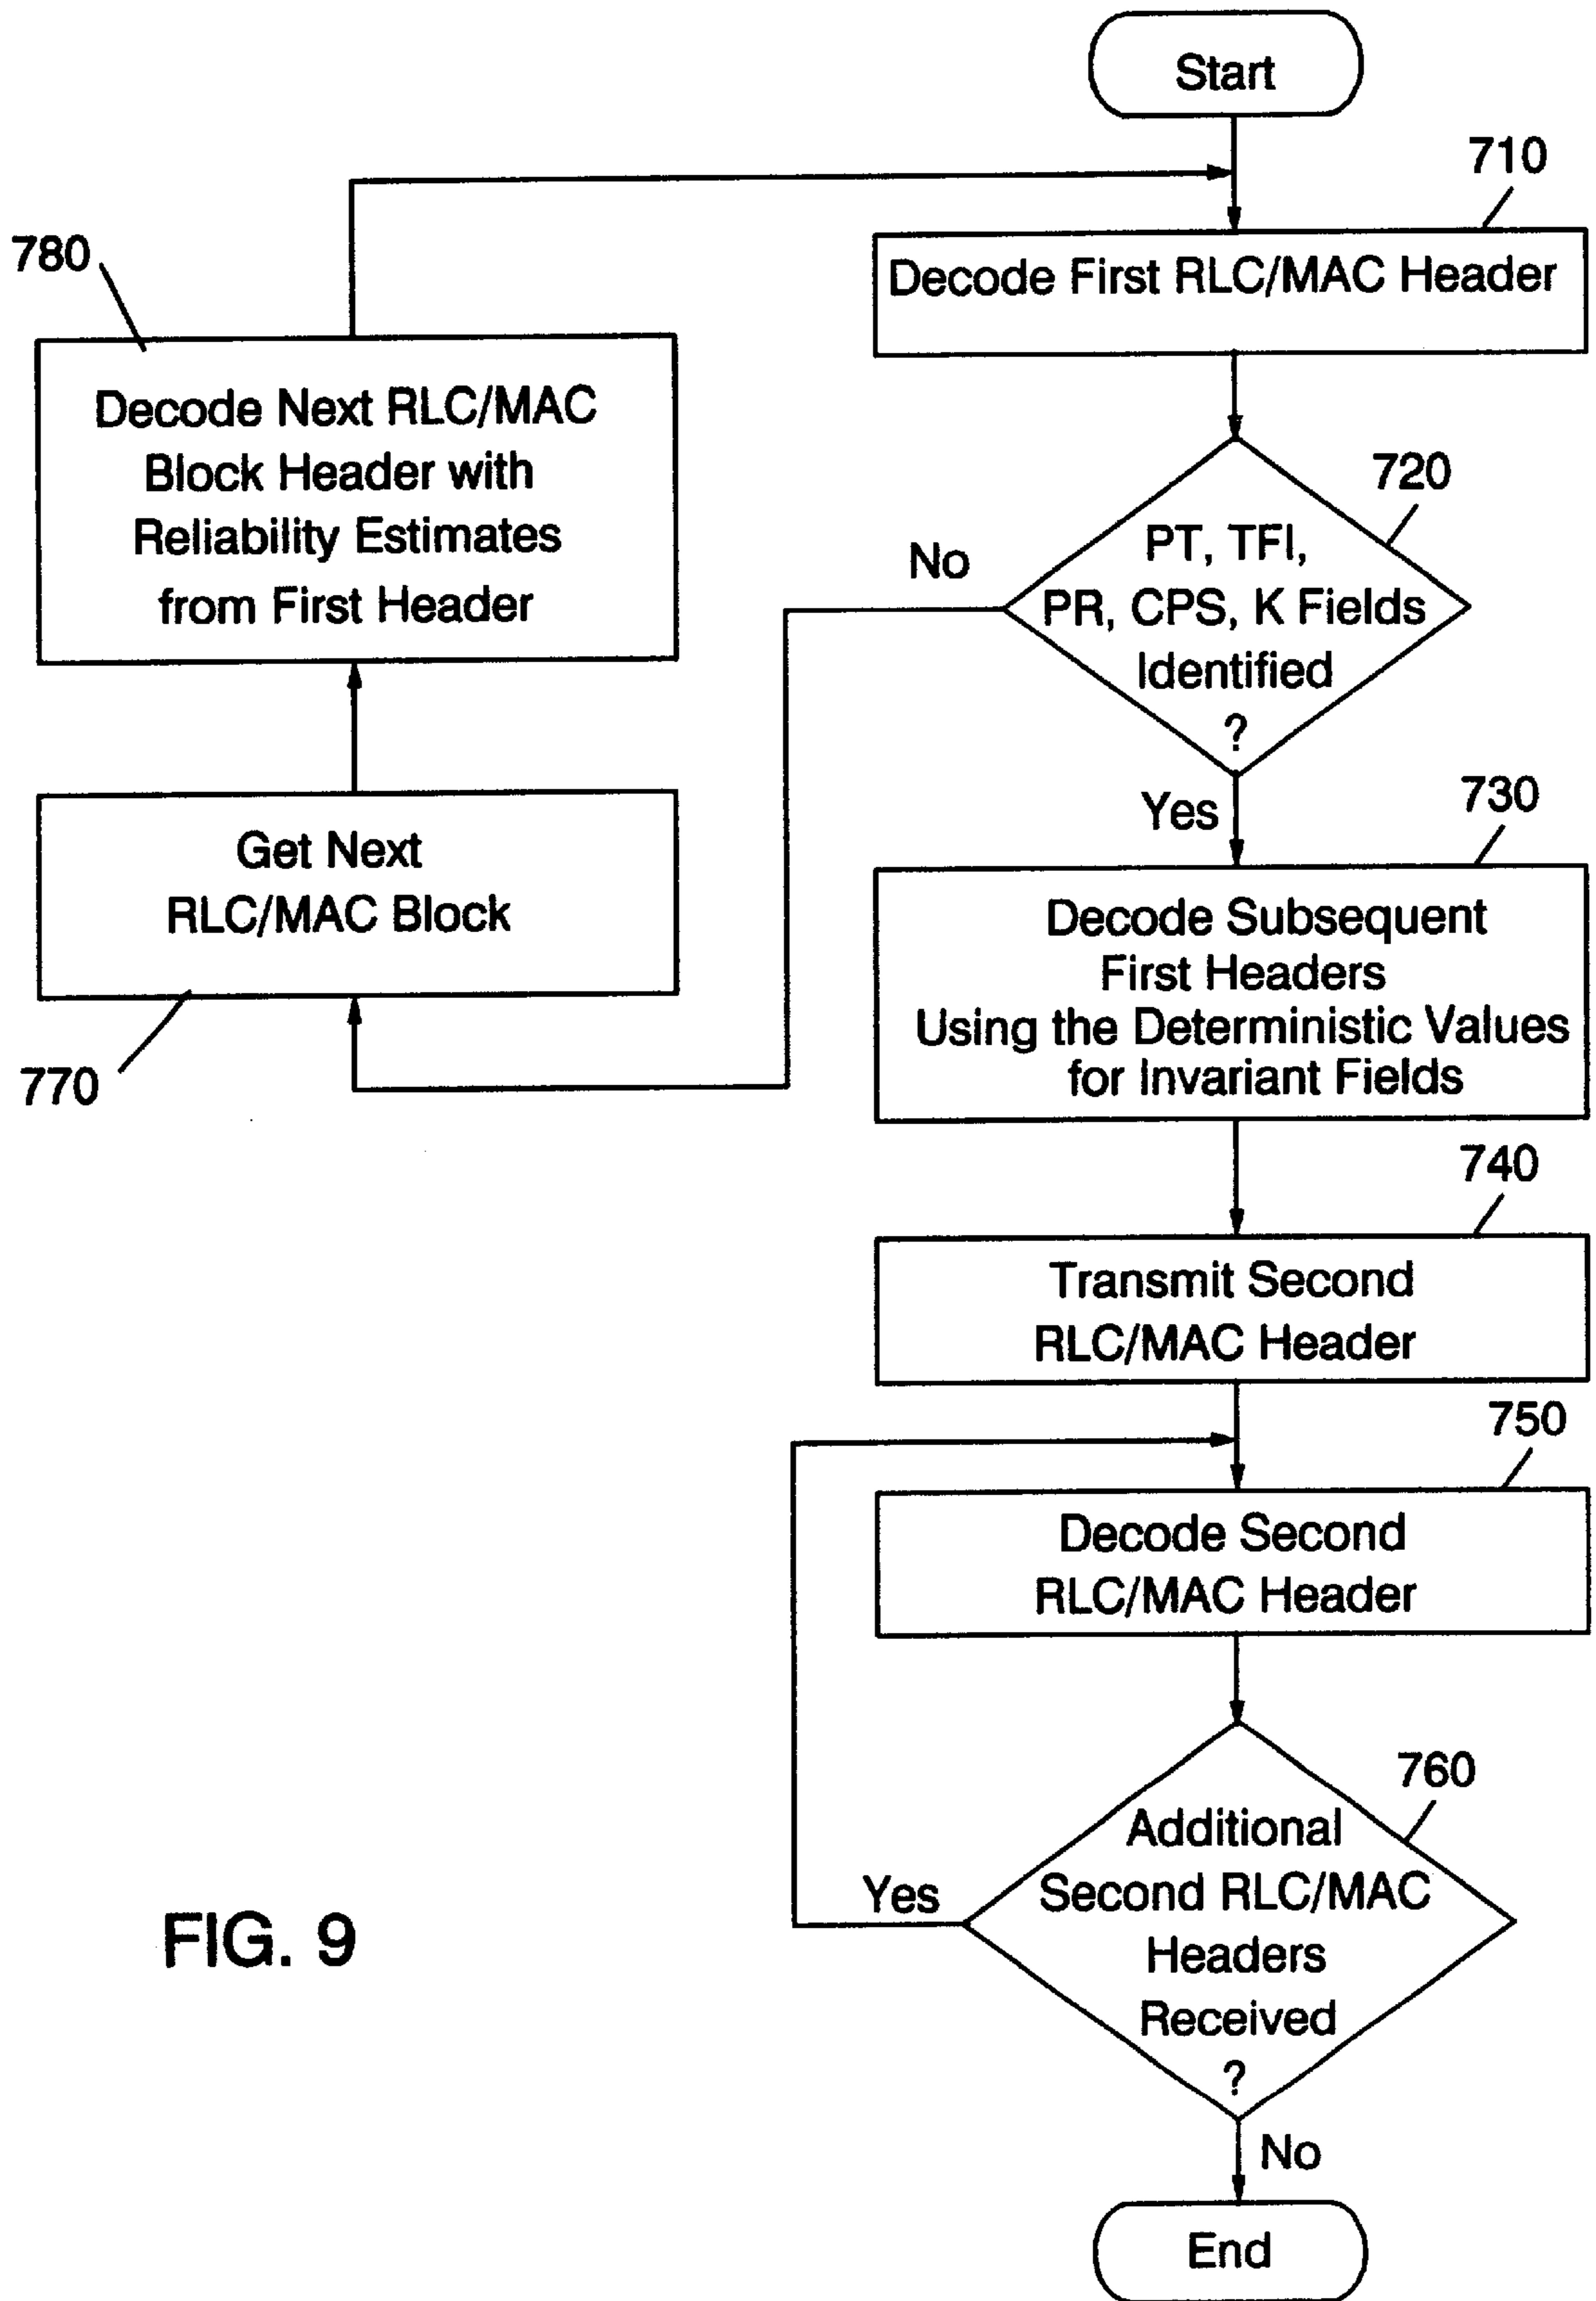 Start
710
Decode First RLC/MAC Header
720
PT, TFI,
PR, CPS, K Fields
Identified
?
No
Yes
780
Decode Next RLC/MAC
Block Header with
Reliability Estimates
from First Header
Get Next
RLC/MAC Block
770
730
Decode Subsequent
First Headers
Using the Deterministic Values
for Invariant Fields
740
Transmit Second
RLC/MAC Header
750
Decode Second
RLC/MAC Header
760
Additional
Second RLC/MAC
Headers
Received
?
Yes
No
End
FIG. 9